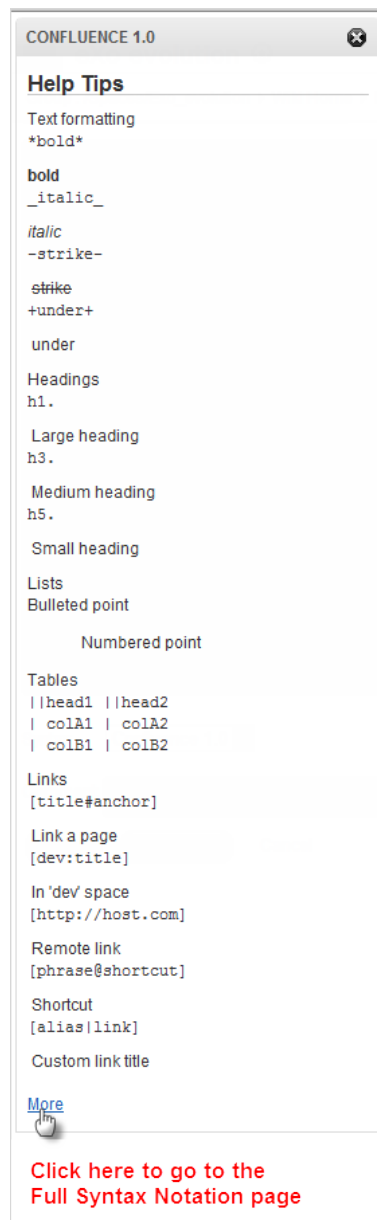 CONFLUENCE 1.0
Help Tips
Text formatting
*bold*
bold
_italic_
italic
-strike-
strike
+under+
under
Headings
h1.
Large heading
h3.
Medium heading
h5.
Small heading
Lists
Bulleted point
Numbered point
Tables
||head1 ||head2
| colA1 | colA2
| colB1 | colB2
Links
[title#anchor]
Link a page
[dev:title]
In 'dev' space
[http://host.com]
Remote link
[phrase@shortcut]
Shortcut
[alias|link]
Custom link title
More
Click here to go to the
Full Syntax Notation page